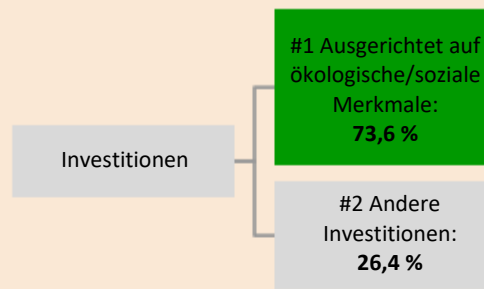 #1 Ausgerichtet auf
ökologische/soziale
Merkmale:
73,6 %
Investitionen
#2 Andere
Investitionen:
26,4 %